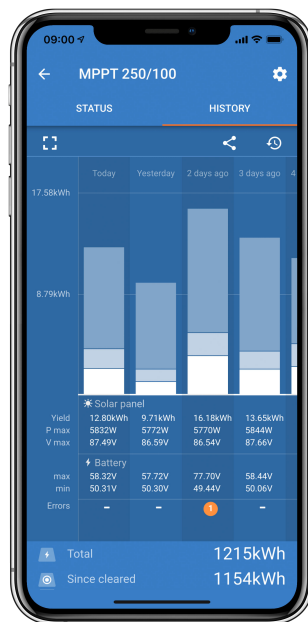 09:00
MPPT 250/100
STATUS HISTORY
Today Yesterday 2 days ago 3 days ago 4
17.58kWh
8.79kWh
Solar panel
Yield 12.80kWh 9.71kWh 16.18kWh 13.65kWh
P max 5832W 5772W 5770W 5844W
V max 87.49V 86.59V 86.54V 87.66V
Battery
max 58.32V 57.72V 77.70V 58.44V
min 50.31V 50.30V 49.44V 50.06V
Errors – – 1 –
Total 1215kWh
Since cleared 1154kWh